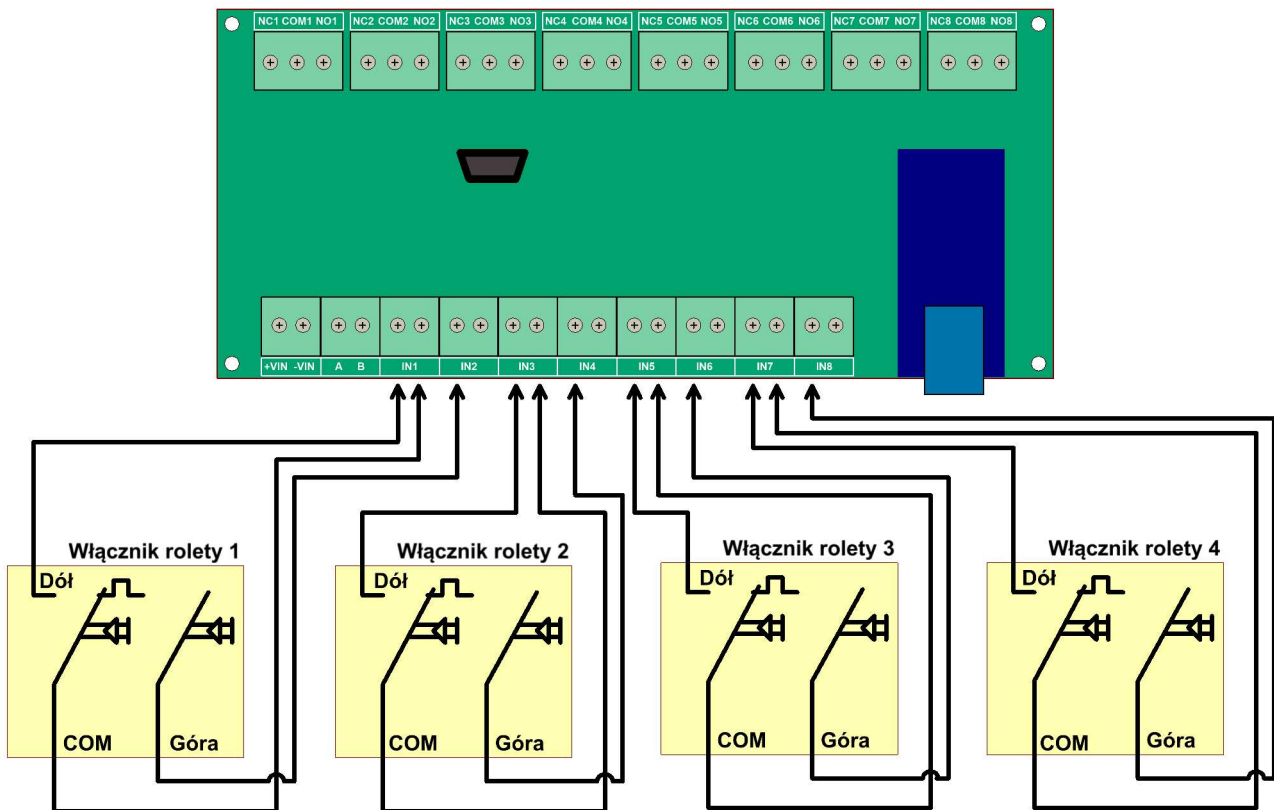 NC1 COM1 NO1 NC2 COM2 NO2 NC3 COM3 NO3 NC4 COM4 NO4 NC5 COM5 NO5 NC6 COM6 NO6 NC7 COM7 NO7 NC8 COM8 NO8
+VIN -VIN A B IN1 IN2 IN3 IN4 IN5 IN6 IN7 IN8
Włącznik rolety 1 Włącznik rolety 2 Włącznik rolety 3 Włącznik rolety 4
Dół Dół Dół Dół
COM Góra COM Góra COM Góra COM Góra